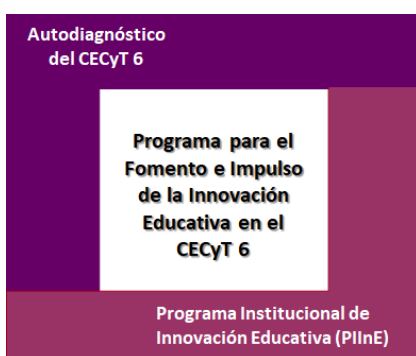 Autodiagnóstico
del CECyT 6
Programa para el
Fomento e Impulso
de la Innovación
Educativa en el
CECyT 6
Programa Institucional de
Innovación Educativa (PIInE)